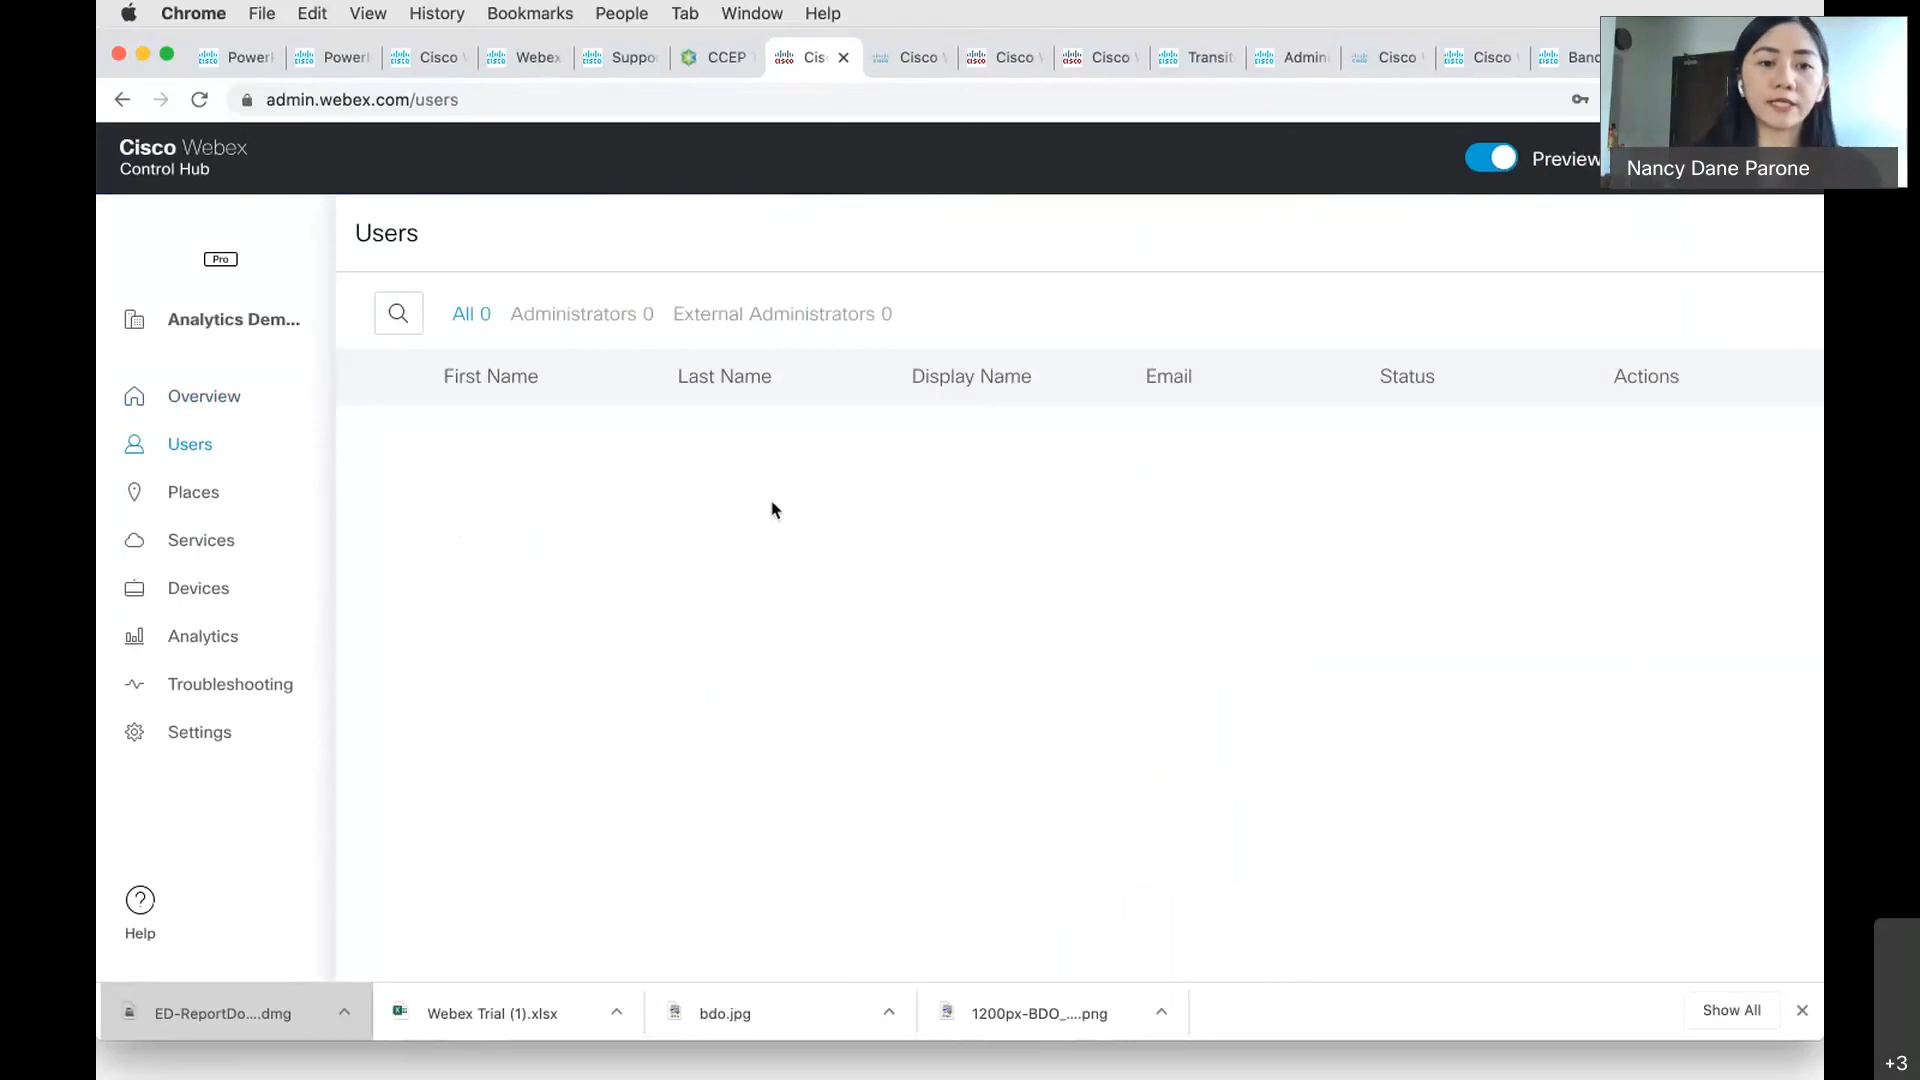 Chrome File Edit View History Bookmarks People Tab Window Help
Power Power Cisco Webex Suppo CCEP Cis Cisco Cisco Cisco Transit Admin Cisco Cisco Banc
admin.webex.com/users
Cisco Webex
Control Hub
Preview
Nancy Dane Parone
Pro
Analytics Dem...
Overview
Users
Places
Services
Devices
Analytics
Troubleshooting
Settings
Help
Users
All 0 Administrators 0 External Administrators 0
First Name Last Name Display Name Email Status Actions
ED-ReportDo....dmg Webex Trial (1).xlsx bdo.jpg 1200px-BDO_....png Show All
+3